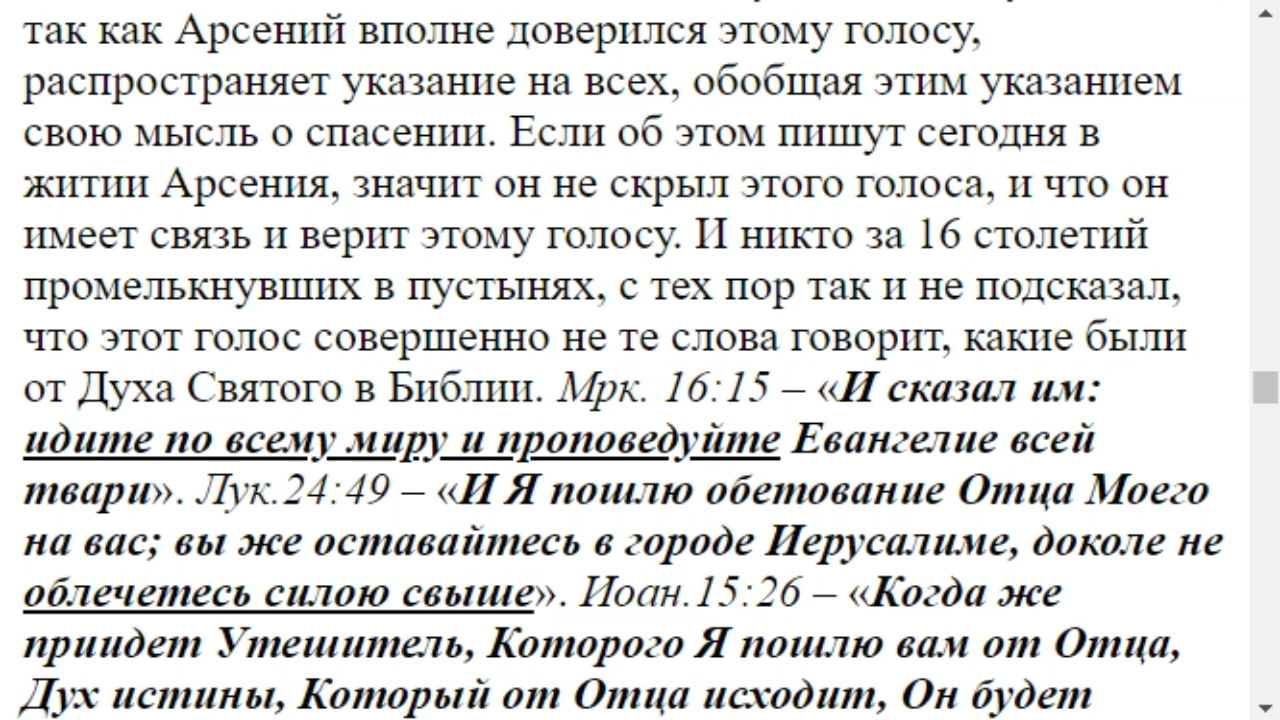 так как Арсений вполне доверился этому голосу,
распространяет указание на всех, обобщая этим указанием
свою мысль о спасении. Если об этом пишут сегодня в
житии Арсения, значит он не скрыл этого голоса, и что он
имеет связь и верит этому голосу. И никто за 16 столетий
промелькнувших в пустынях, с тех пор так и не подсказал,
что этот голос совершенно не те слова говорит, какие были
от Духа Святого в Библии. Мрк. 16:15 – «И сказал им:
идите по всему миру и проповедуйте Евангелие всей
твари». Лук.24:49 – «И Я пошлю обетование Отца Моего
на вас; вы же оставайтесь в городе Иерусалиме, доколе не
облечетесь силою свыше». Иоан.15:26 – «Когда же
приидет Утешитель, Которого Я пошлю вам от Отца,
Дух истины, Который от Отца исходит, Он будет